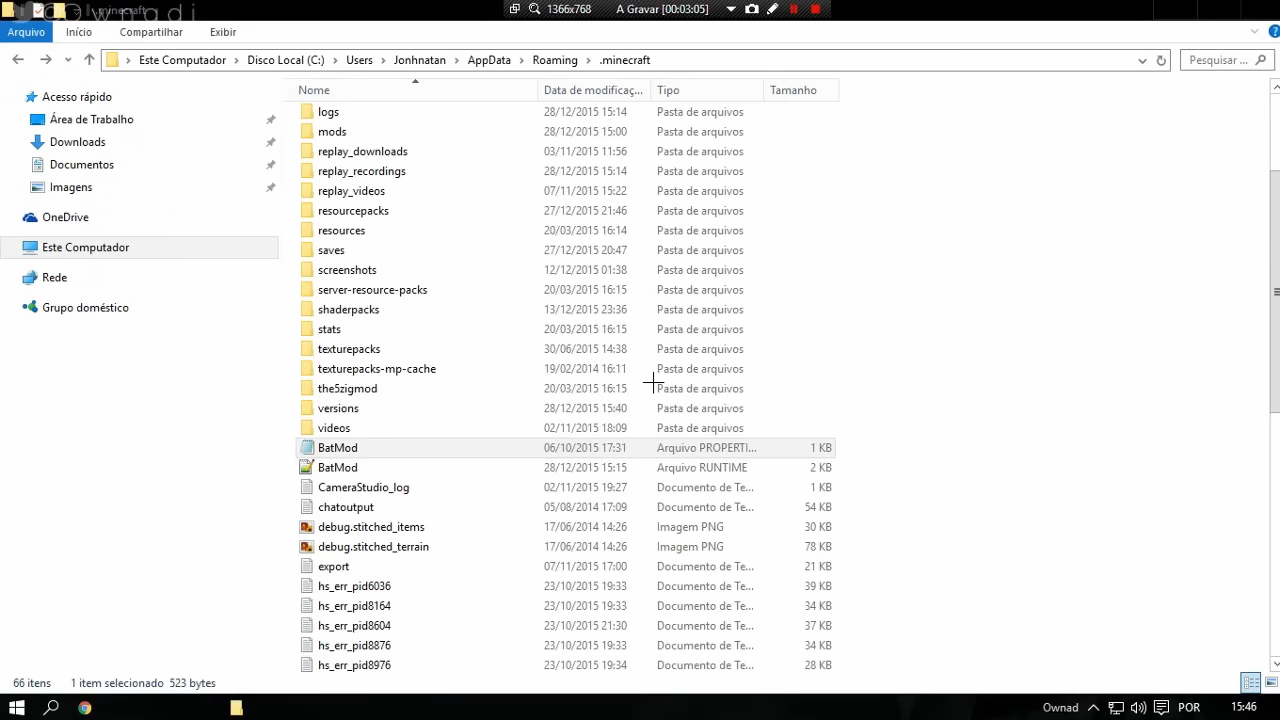 .minecraft
1366x768 A Gravar [00:03:05]
Arquivo Início Compartilhar Exibir
Este Computador Disco Local (C:) Users Jonhnatan AppData Roaming .minecraft
Pesquisar ...
Nome Data de modificaç... Tipo Tamanho
Acesso rápido
Área de Trabalho
Downloads
Documentos
Imagens
OneDrive
Este Computador
Rede
Grupo doméstico
logs 28/12/2015 15:14 Pasta de arquivos
mods 28/12/2015 15:00 Pasta de arquivos
replay_downloads 03/11/2015 11:56 Pasta de arquivos
replay_recordings 28/12/2015 15:14 Pasta de arquivos
replay_videos 07/11/2015 15:22 Pasta de arquivos
resourcepacks 27/12/2015 21:46 Pasta de arquivos
resources 20/03/2015 16:14 Pasta de arquivos
saves 27/12/2015 20:47 Pasta de arquivos
screenshots 12/12/2015 01:38 Pasta de arquivos
server-resource-packs 20/03/2015 16:15 Pasta de arquivos
shaderpacks 13/12/2015 23:36 Pasta de arquivos
stats 20/03/2015 16:15 Pasta de arquivos
texturepacks 30/06/2015 14:38 Pasta de arquivos
texturepacks-mp-cache 19/02/2014 16:11 Pasta de arquivos
the5zigmod 20/03/2015 16:15 Pasta de arquivos
versions 28/12/2015 15:40 Pasta de arquivos
videos 02/11/2015 18:09 Pasta de arquivos
BatMod 06/10/2015 17:31 Arquivo PROPERTI... 1 KB
BatMod 28/12/2015 15:15 Arquivo RUNTIME 2 KB
CameraStudio_log 02/11/2015 19:27 Documento de Te... 1 KB
chatoutput 05/08/2014 17:09 Documento de Te... 54 KB
debug.stitched_items 17/06/2014 14:26 Imagem PNG 30 KB
debug.stitched_terrain 17/06/2014 14:26 Imagem PNG 78 KB
export 07/11/2015 17:00 Documento de Te... 21 KB
hs_err_pid6036 23/10/2015 19:33 Documento de Te... 39 KB
hs_err_pid8164 23/10/2015 19:33 Documento de Te... 34 KB
hs_err_pid8604 23/10/2015 21:30 Documento de Te... 37 KB
hs_err_pid8876 23/10/2015 19:33 Documento de Te... 34 KB
hs_err_pid8976 23/10/2015 19:34 Documento de Te... 28 KB
66 itens 1 item selecionado 523 bytes
Ownad POR 15:46